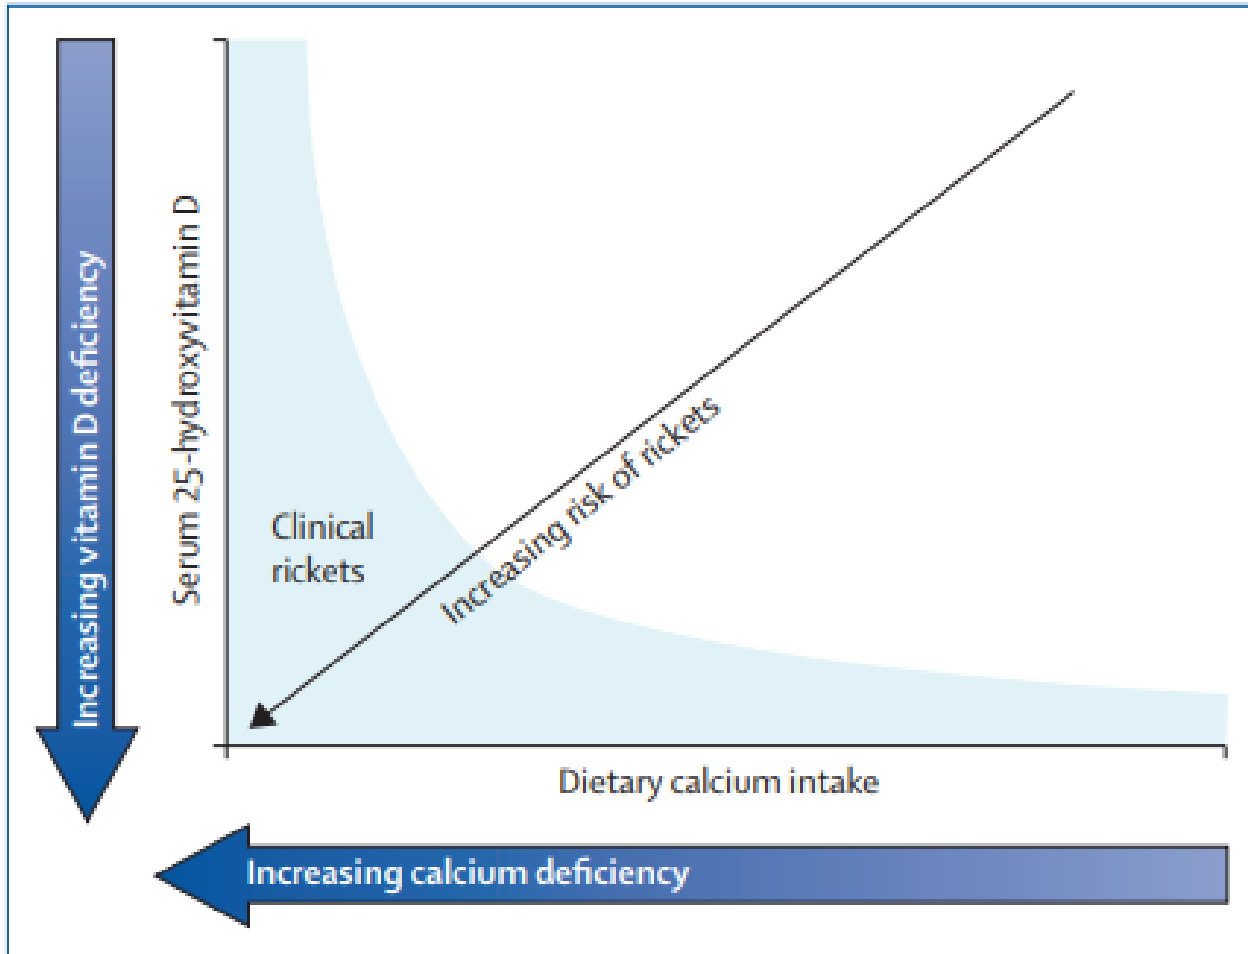 Increasing vitamin D deficiency
Serum 25-hydroxyvitamin D
Clinical
rickets
Increasing risk of rickets
Dietary calcium intake
Increasing calcium deficiency